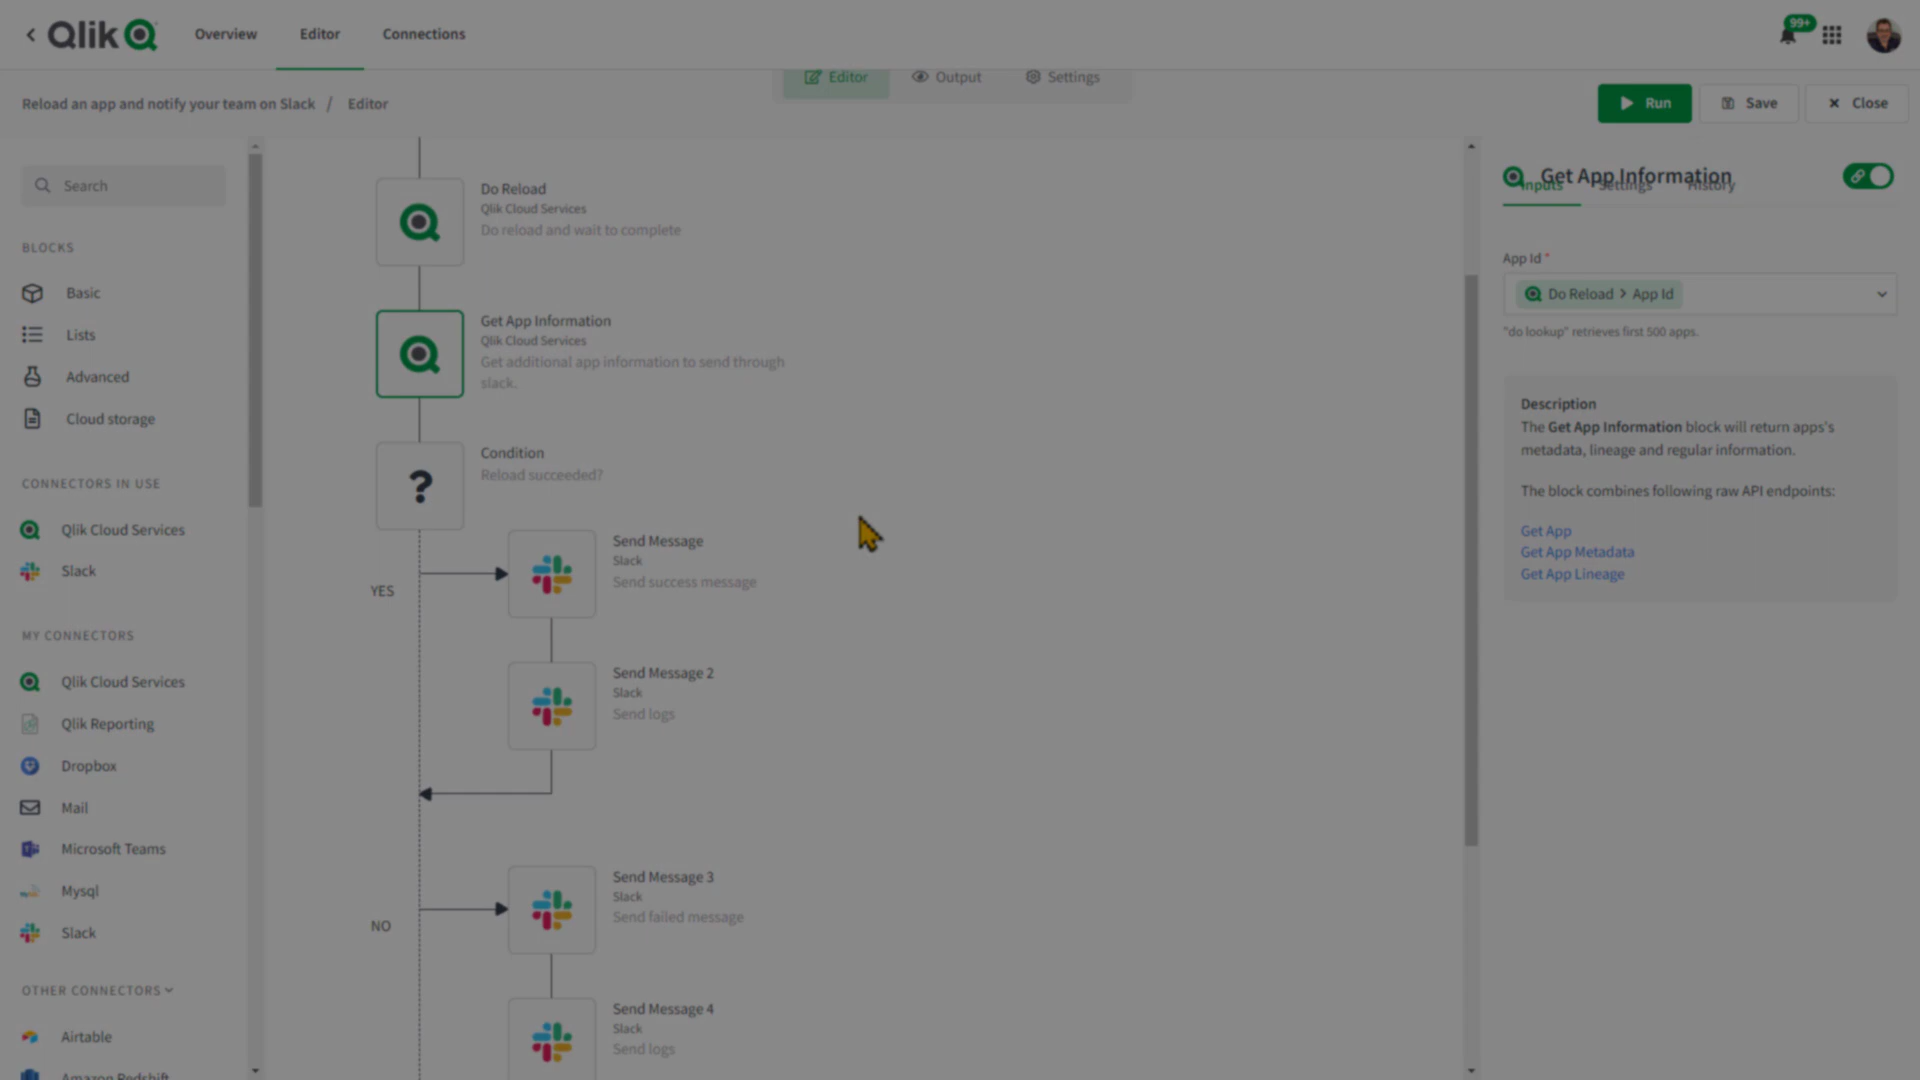 Qlik
Overview
Editor
Connections
99+
Editor
Output
Settings
Reload an app and notify your team on Slack / Editor
Run
Save
Close
Search
BLOCKS
Basic
Lists
Advanced
Cloud storage
CONNECTORS IN USE
Qlik Cloud Services
Slack
MY CONNECTORS
Qlik Cloud Services
Qlik Reporting
Dropbox
Mail
Microsoft Teams
Mysql
Slack
OTHER CONNECTORS
Airtable
Amazon Redshift
Do Reload
Qlik Cloud Services
Do reload and wait to complete
Get App Information
Qlik Cloud Services
Get additional app information to send through
slack.
Condition
Reload succeeded?
?
YES
Send Message
Slack
Send success message
Send Message 2
Slack
Send logs
NO
Send Message 3
Slack
Send failed message
Send Message 4
Slack
Send logs
Get App Information
Inputs
Settings
History
App Id *
Do Reload > App Id
"do lookup" retrieves first 500 apps.
Description
The Get App Information block will return apps's
metadata, lineage and regular information.
The block combines following raw API endpoints:
Get App
Get App Metadata
Get App Lineage